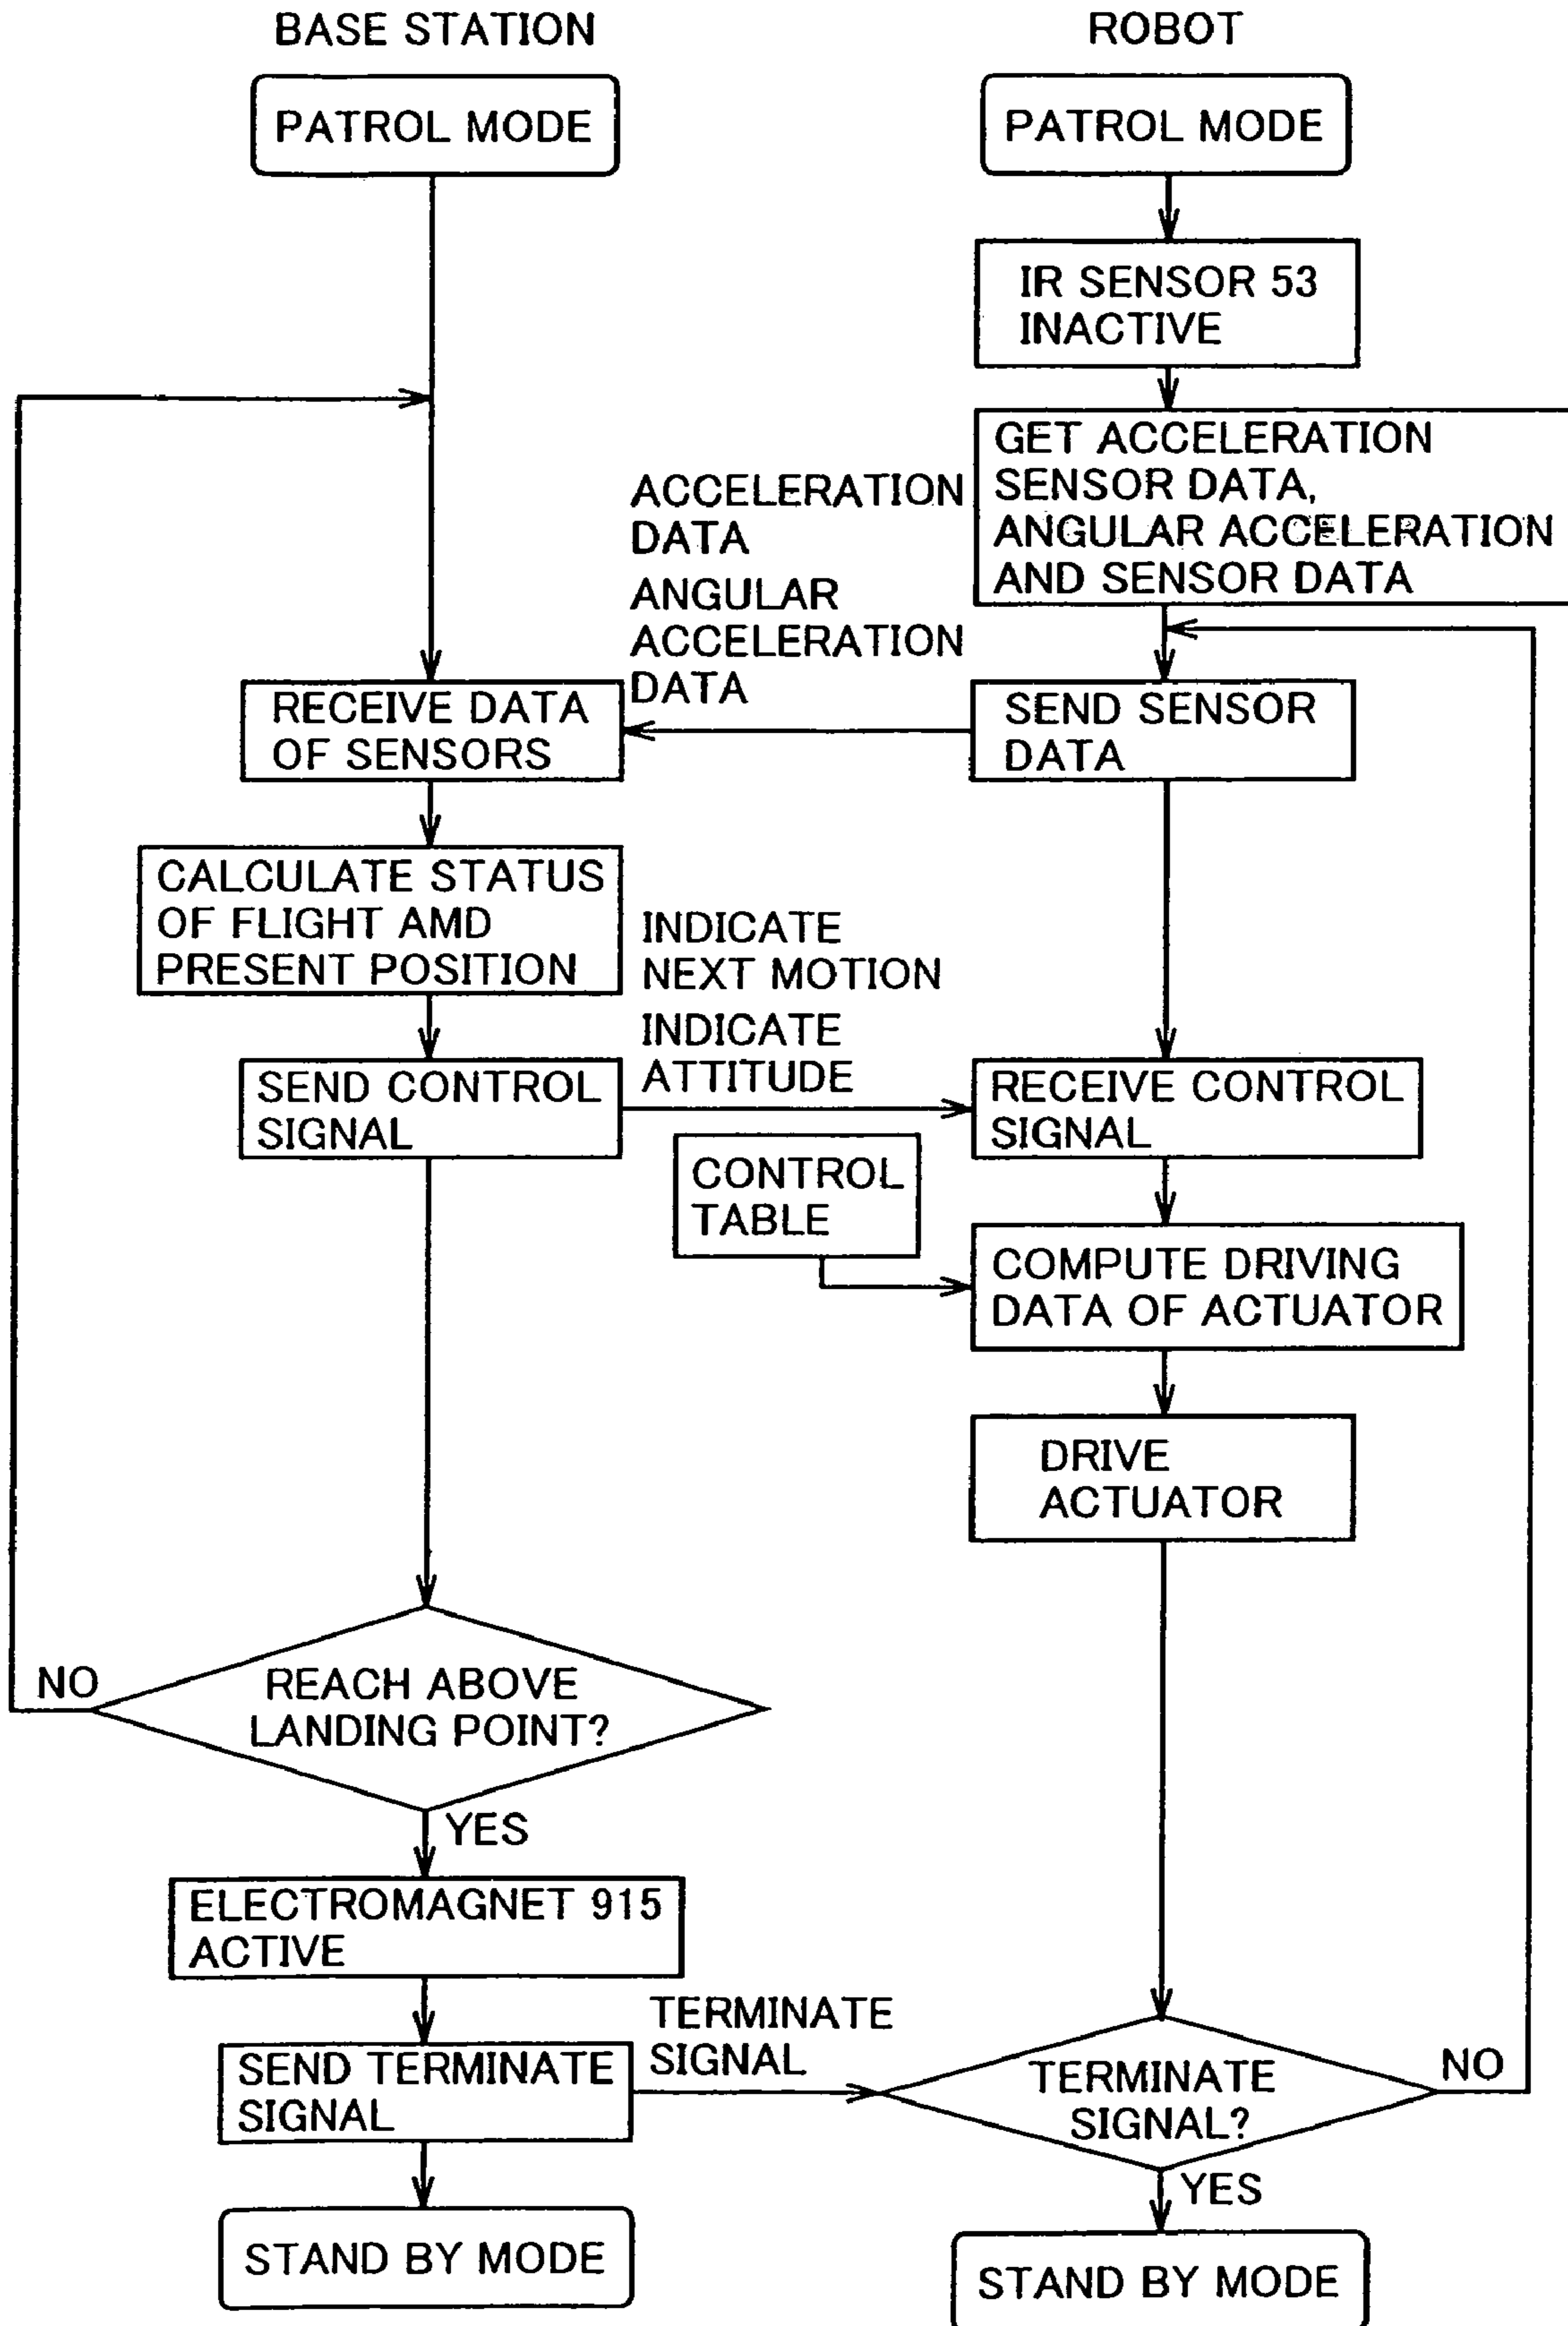 BASE STATION
ROBOT
PATROL MODE
PATROL MODE
IR SENSOR 53
INACTIVE
GET ACCELERATION
SENSOR DATA,
ANGULAR ACCELERATION
AND SENSOR DATA
ACCELERATION
DATA
ANGULAR
ACCELERATION
DATA
RECEIVE DATA
OF SENSORS
SEND SENSOR
DATA
CALCULATE STATUS
OF FLIGHT AMD
PRESENT POSITION
INDICATE
NEXT MOTION
INDICATE
ATTITUDE
SEND CONTROL
SIGNAL
RECEIVE CONTROL
SIGNAL
CONTROL
TABLE
COMPUTE DRIVING
DATA OF ACTUATOR
DRIVE
ACTUATOR
NO
REACH ABOVE
LANDING POINT?
YES
ELECTROMAGNET 915
ACTIVE
TERMINATE
SIGNAL
SEND TERMINATE
SIGNAL
TERMINATE
SIGNAL?
NO
YES
STAND BY MODE
STAND BY MODE